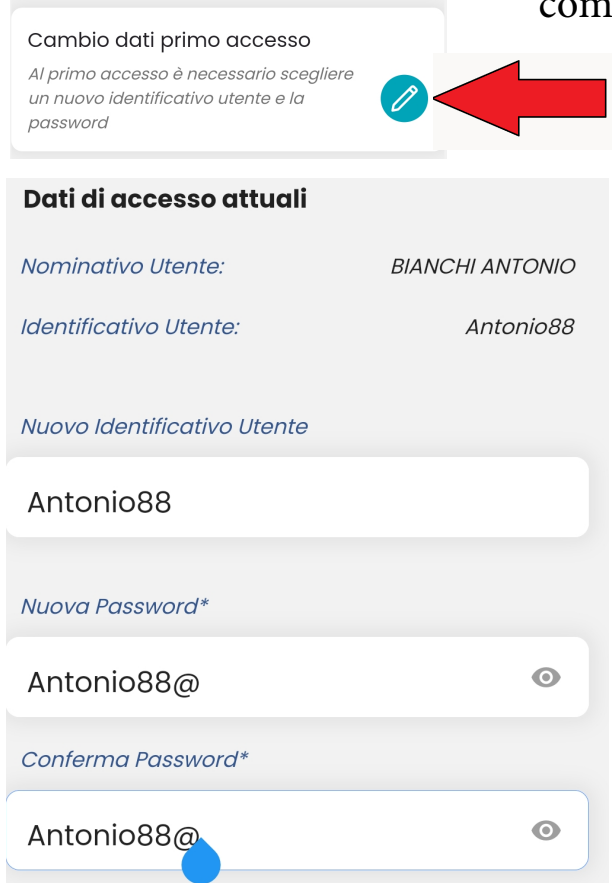 com
Cambio dati primo accesso
Al primo accesso è necessario scegliere
un nuovo identificativo utente e la
password
Dati di accesso attuali
Nominativo Utente: BIANCHI ANTONIO
Identificativo Utente: Antonio88
Nuovo Identificativo Utente
Antonio88
Nuova Password*
Antonio88@
Conferma Password*
Antonio88@